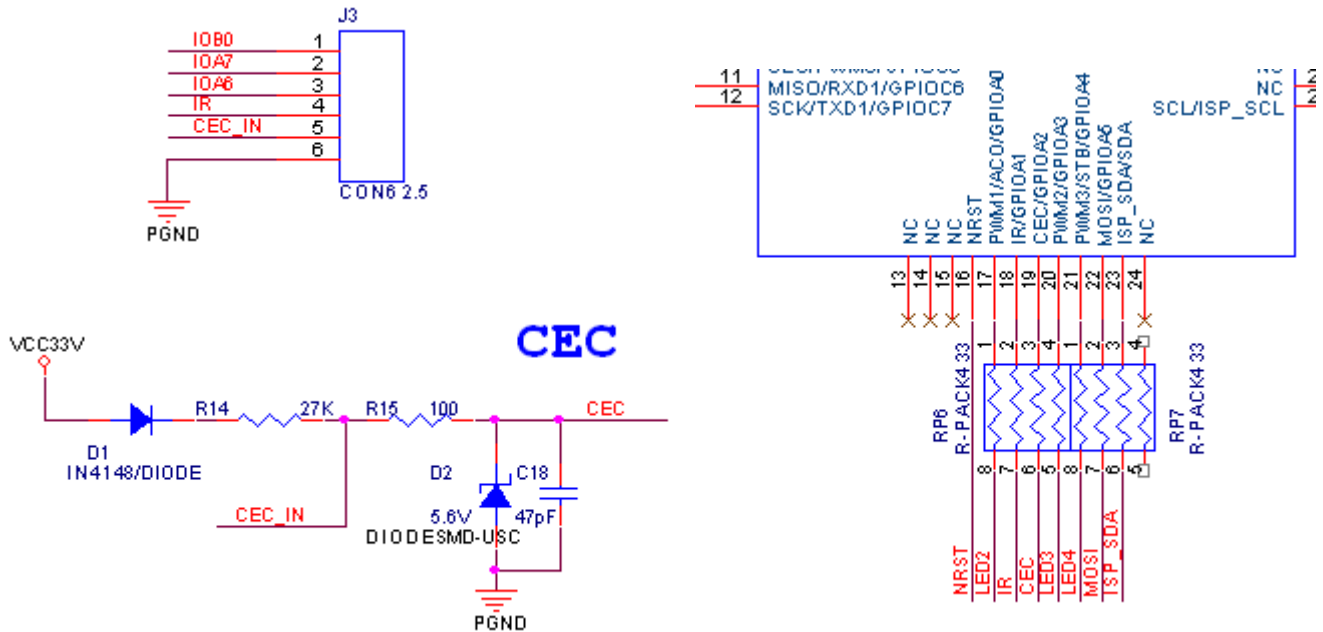 J3
IOB0 1
IOA7 2
IOA6 3
IR 4
CEC_IN 5
6
CON6 2.5
PGND
CEC
VCC33V
R14 27K R15 100 CEC
D1
IN4148/DIODE
D2 C18
CEC_IN
5.6V 47pF
DIODESMD-USC
PGND
11 MISO/RXD1/GPIOC6 NC
12 SCK/TXD1/GPIOC7 SCL/ISP_SCL
NC
NC
NC
NRST
PWM1/ACO/GPIOA0
IR/GPIOA1
CEC/GPIOA2
PWM2/GPIOA3
PWM3/STB/GPIOA4
MOSI/GPIOA5
ISP_SDA/SDA
NC
13 14 15 16 17 18 19 20 21 22 23 24
1 2 3 4 1 2 3 4
RP6
R-PACK4 33
RP7
R-PACK4 33
8 7 6 5 8 7 6 5
NRST
LED2
IR
CEC
LED3
LED4
MOSI
ISP_SDA